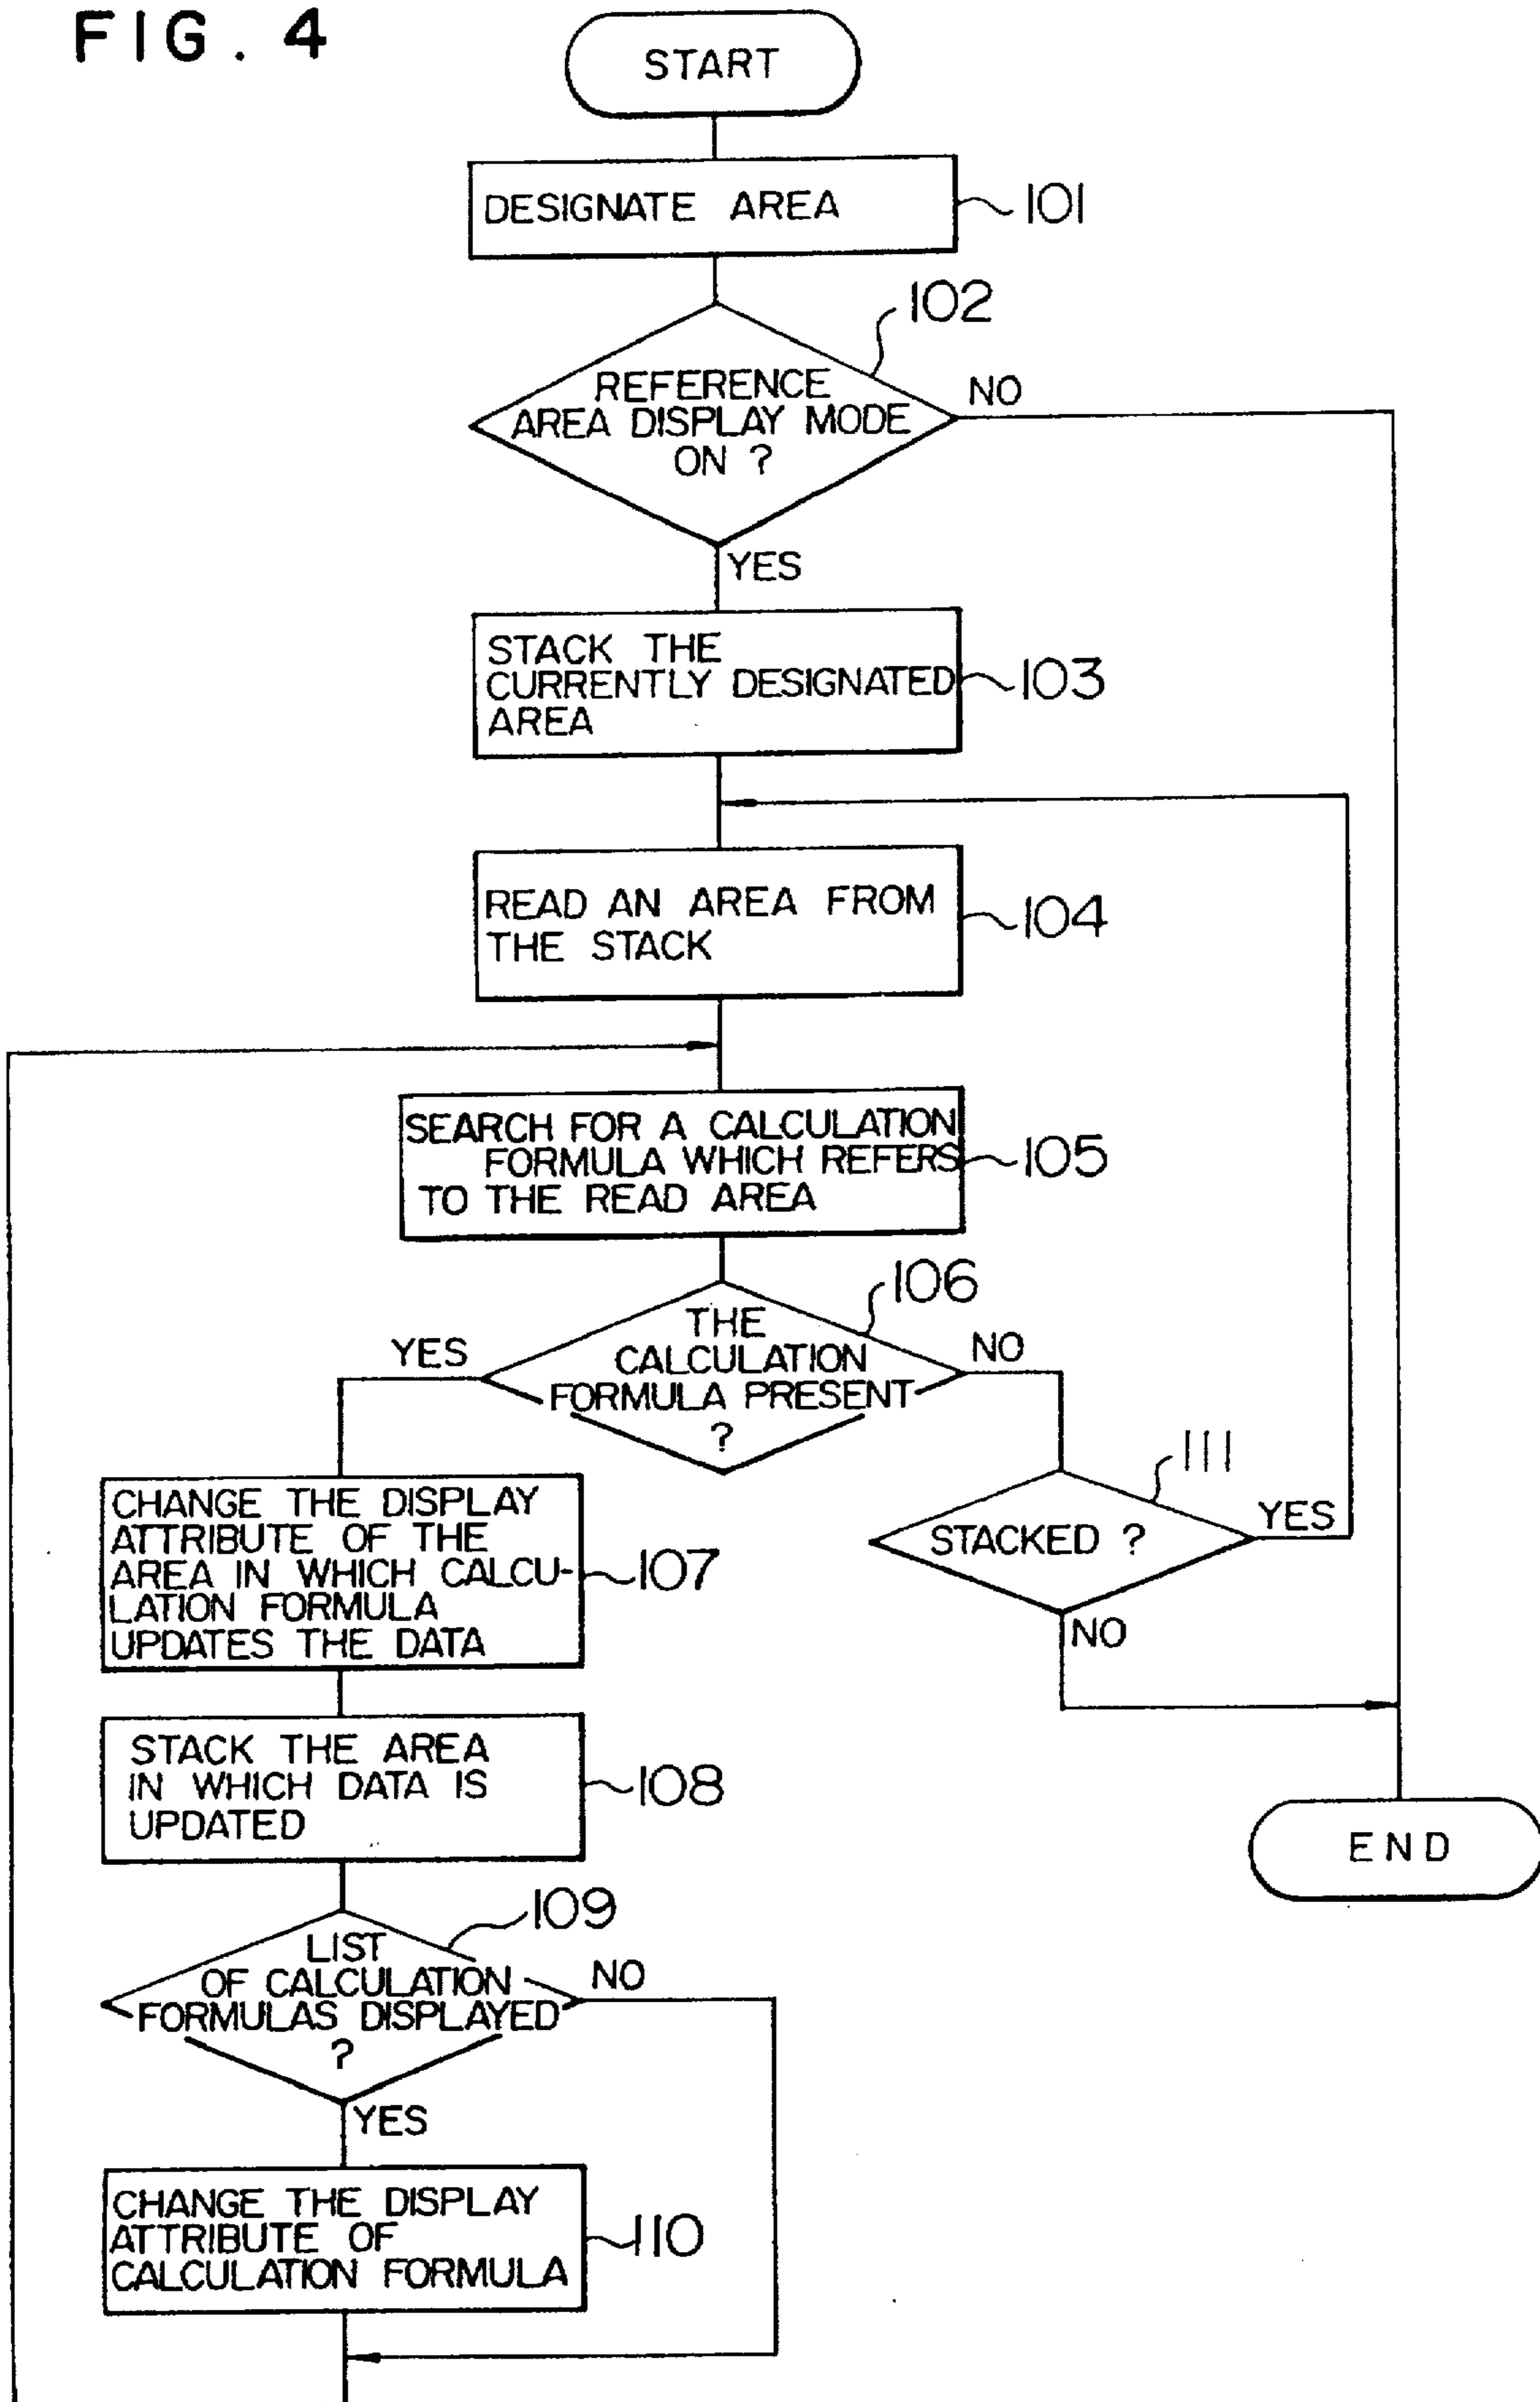 FIG. 4
START
DESIGNATE AREA
101
102
REFERENCE
AREA DISPLAY MODE
ON ?
NO
YES
STACK THE
CURRENTLY DESIGNATED
AREA
103
READ AN AREA FROM
THE STACK
104
SEARCH FOR A CALCULATION
FORMULA WHICH REFERS
TO THE READ AREA
105
106
THE
CALCULATION
FORMULA PRESENT
?
YES
NO
111
STACKED ?
YES
NO
CHANGE THE DISPLAY
ATTRIBUTE OF THE
AREA IN WHICH CALCU-
LATION FORMULA
UPDATES THE DATA
107
STACK THE AREA
IN WHICH DATA IS
UPDATED
108
END
109
LIST
OF CALCULATION
FORMULAS DISPLAYED
?
NO
YES
CHANGE THE DISPLAY
ATTRIBUTE OF
CALCULATION FORMULA
110